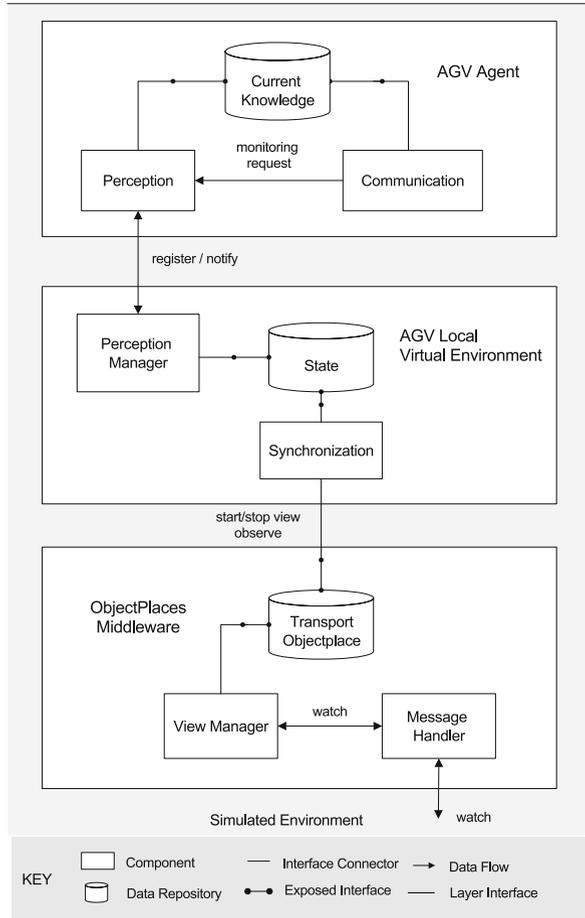 AGV Agent
Current
Knowledge
monitoring
request
Perception
Communication
register / notify
Perception
Manager
State
AGV Local
Virtual Environment
Synchronization
start/stop view
observe
ObjectPlaces
Middleware
Transport
Objectplace
View Manager
watch
Message
Handler
Simulated Environment
watch
KEY
Component
Interface Connector
Data Flow
Data Repository
Exposed Interface
Layer Interface